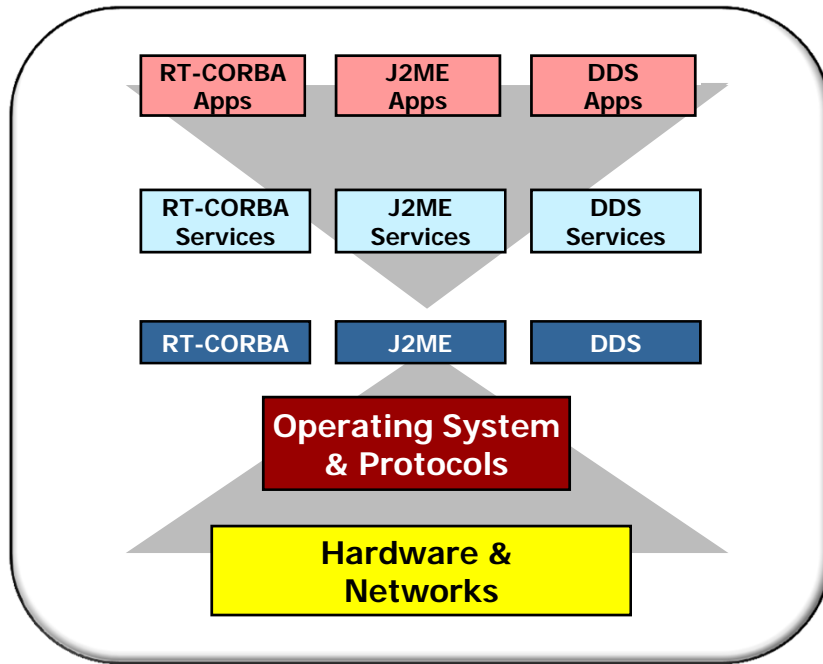 RT-CORBA
Apps
J2ME
Apps
DDS
Apps
RT-CORBA
Services
J2ME
Services
DDS
Services
RT-CORBA
J2ME
DDS
Operating System
& Protocols
Hardware &
Networks